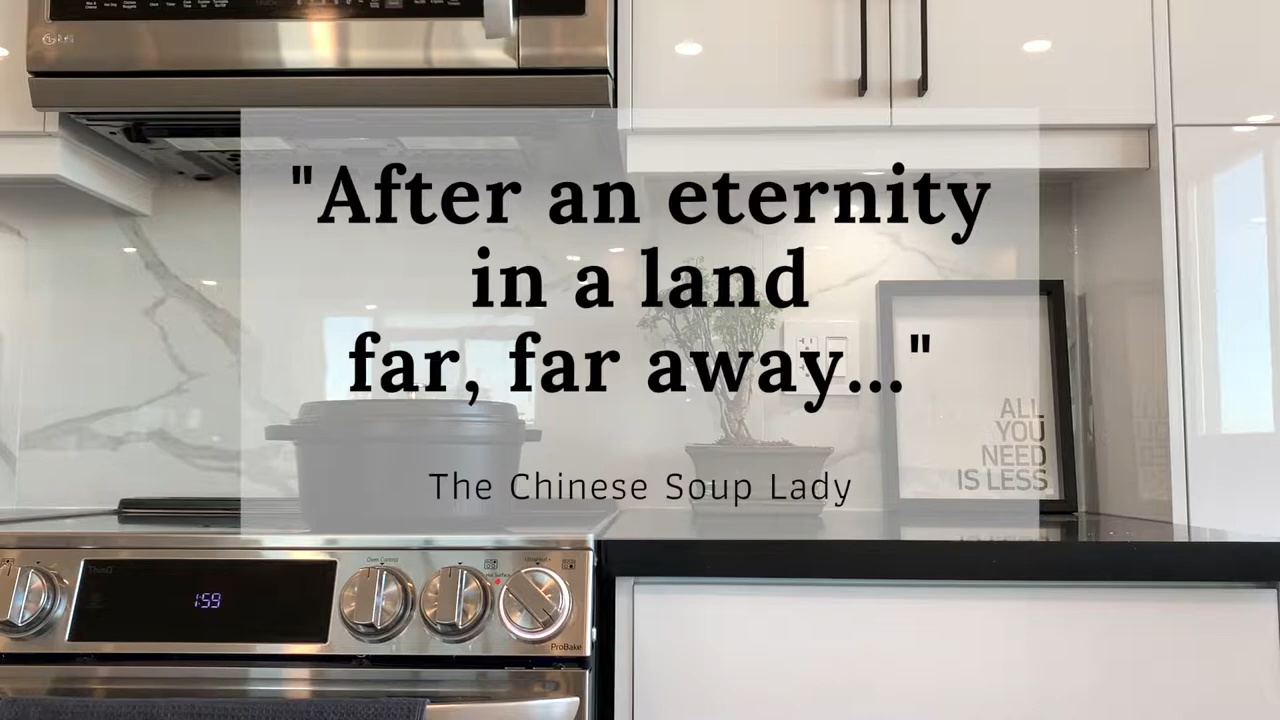 LG
"After an eternity
in a land
far, far away..."
ALL
YOU
NEED
IS LESS
The Chinese Soup Lady
ThinQ
1:59
Oven Control
ProBake